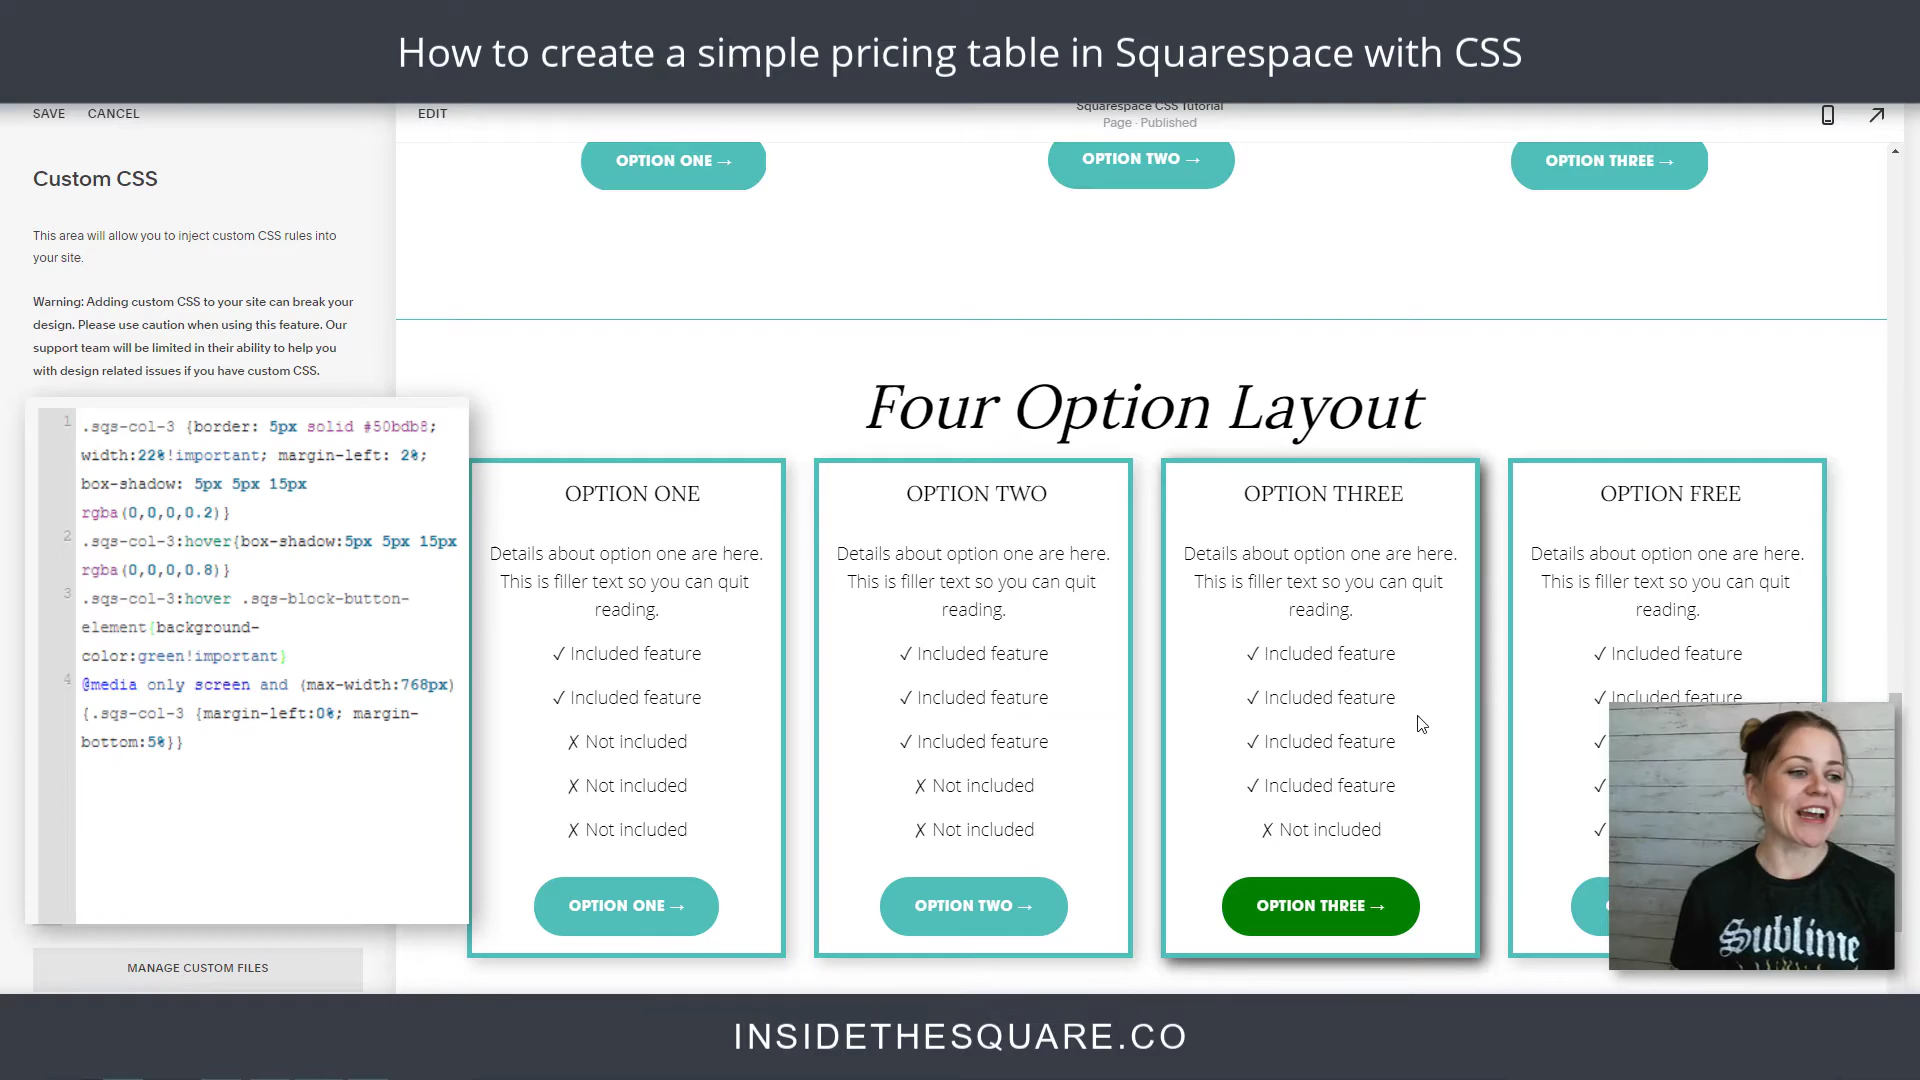 How to create a simple pricing table in Squarespace with CSS
SAVE CANCEL
EDIT
Squarespace CSS Tutorial
Page · Published
Custom CSS
This area will allow you to inject custom CSS rules into
your site.
Warning: Adding custom CSS to your site can break your
design. Please use caution when using this feature. Our
support team will be limited in their ability to help you
with design related issues if you have custom CSS.
1 .sqs-col-3 {border: 5px solid #50bdb8;
width:22%!important; margin-left: 2%;
box-shadow: 5px 5px 15px
rgba(0,0,0,0.2)}
2 .sqs-col-3:hover{box-shadow:5px 5px 15px
rgba(0,0,0,0.8)}
3 .sqs-col-3:hover .sqs-block-button-
element{background-
color:green!important}
4 @media only screen and (max-width:768px)
{.sqs-col-3 {margin-left:0%; margin-
bottom:5%}}
MANAGE CUSTOM FILES
OPTION ONE →
OPTION TWO →
OPTION THREE →
Four Option Layout
OPTION ONE
Details about option one are here.
This is filler text so you can quit
reading.
✓ Included feature
✓ Included feature
✗ Not included
✗ Not included
✗ Not included
OPTION ONE →
OPTION TWO
Details about option one are here.
This is filler text so you can quit
reading.
✓ Included feature
✓ Included feature
✓ Included feature
✗ Not included
✗ Not included
OPTION TWO →
OPTION THREE
Details about option one are here.
This is filler text so you can quit
reading.
✓ Included feature
✓ Included feature
✓ Included feature
✓ Included feature
✗ Not included
OPTION THREE →
OPTION FREE
Details about option one are here.
This is filler text so you can quit
reading.
✓ Included feature
✓ Included feature
✓
✓
✓
Sublime
INSIDETHESQUARE.CO